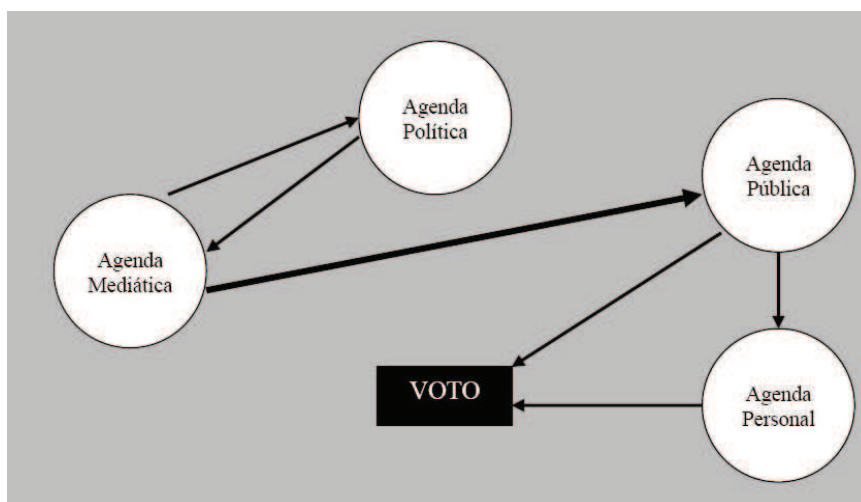 Agenda
Política
Agenda
Pública
Agenda
Mediática
VOTO
Agenda
Personal